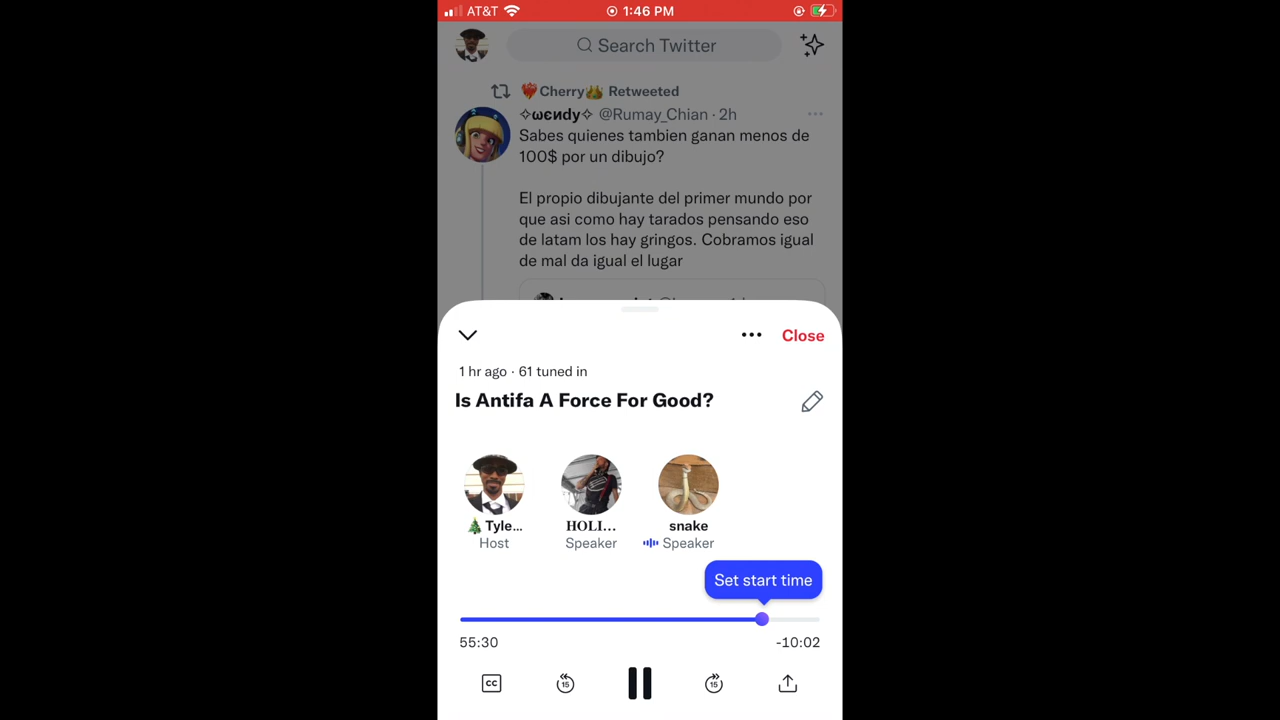 AT&T 1:46 PM
Search Twitter
Cherry Retweeted
✧ωєиdy✧ @Rumay_Chian · 2h
Sabes quienes tambien ganan menos de
100$ por un dibujo?
El propio dibujante del primer mundo por
que asi como hay tarados pensando eso
de latam los hay gringos. Cobramos igual
de mal da igual el lugar
Close
1 hr ago · 61 tuned in
Is Antifa A Force For Good?
Tyle... HOLI... snake
Host Speaker Speaker
Set start time
55:30 -10:02
CC 15 15